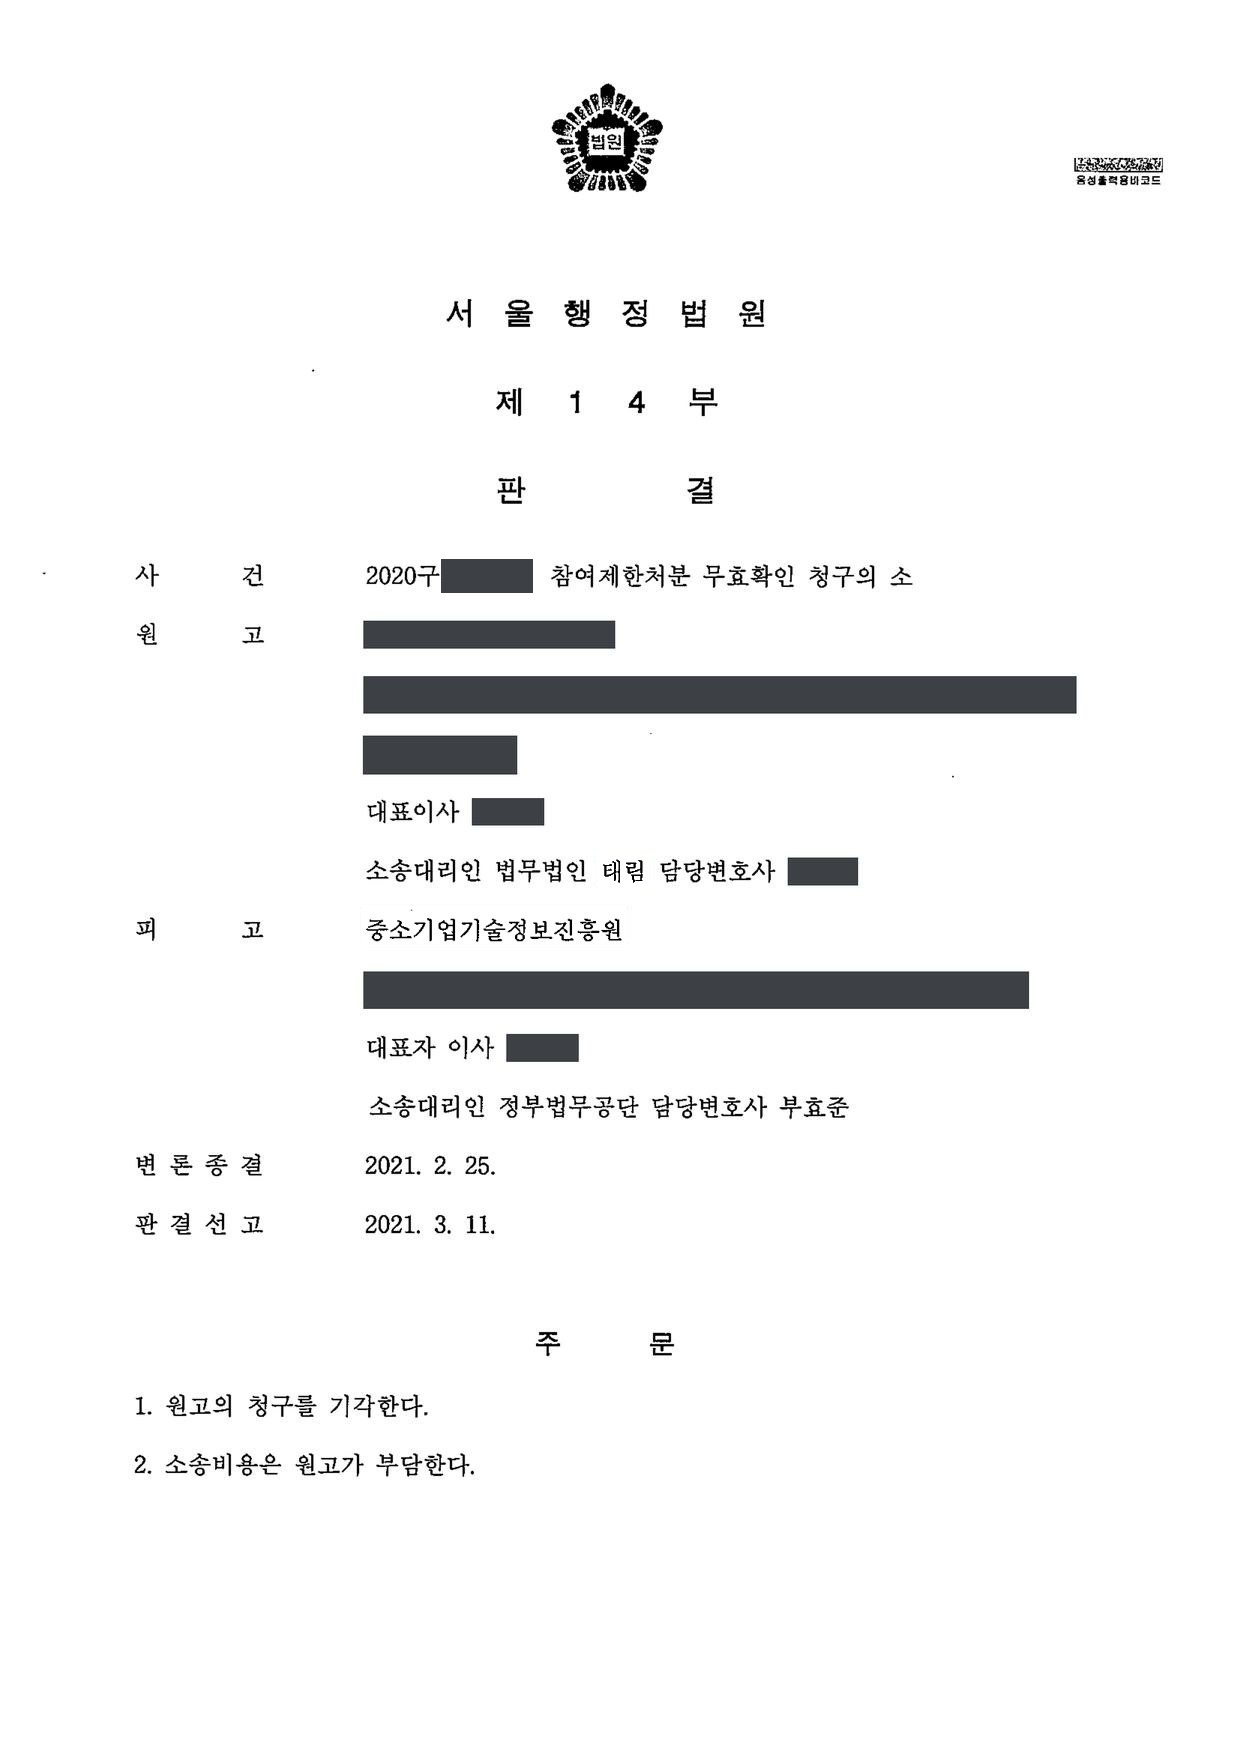 법원
음성출력용바코드
서울행정법원
제14부
판결
사건 2020구 참여제한처분 무효확인 청구의 소
원고
대표이사
소송대리인 법무법인 태림 담당변호사
피고 중소기업기술정보진흥원
대표자 이사
소송대리인 정부법무공단 담당변호사 부효준
변론종결 2021. 2. 25.
판결선고 2021. 3. 11.
주문
1. 원고의 청구를 기각한다.
2. 소송비용은 원고가 부담한다.